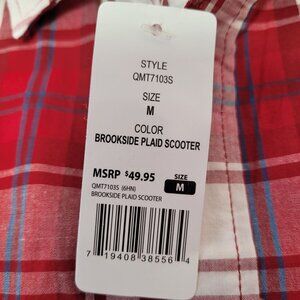 STYLE
QMT7103S
SIZE
M
COLOR
BROOKSIDE PLAID SCOOTER
MSRP $49.95
SIZE
M
QMT7103S (6HN)
BROOKSIDE PLAID SCOOTER
7 19408 38556 4